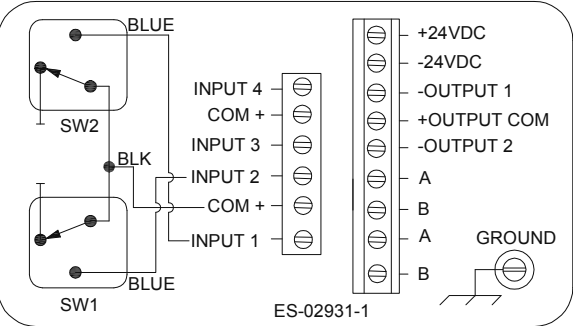 BLUE
SW2
BLK
SW1
BLUE
INPUT 4
COM +
INPUT 3
INPUT 2
COM +
INPUT 1
+24VDC
-24VDC
-OUTPUT 1
+OUTPUT COM
-OUTPUT 2
A
B
A
B
GROUND
ES-02931-1